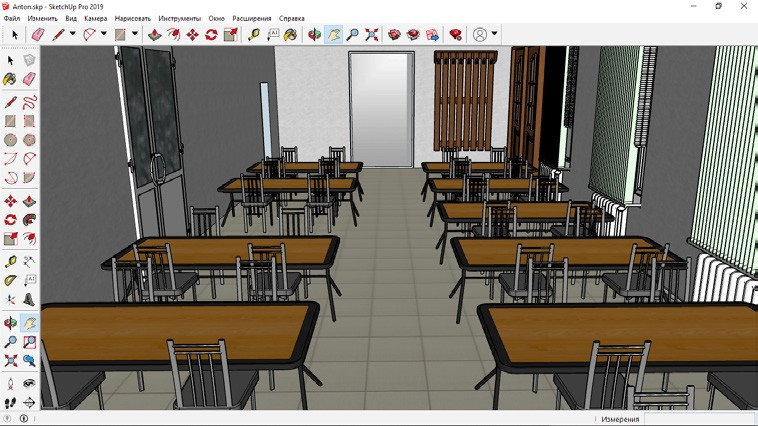 Anton.skp - SketchUp Pro 2019
Файл Изменить Вид Камера Нарисовать Инструменты Окно Расширения Справка
Измерения